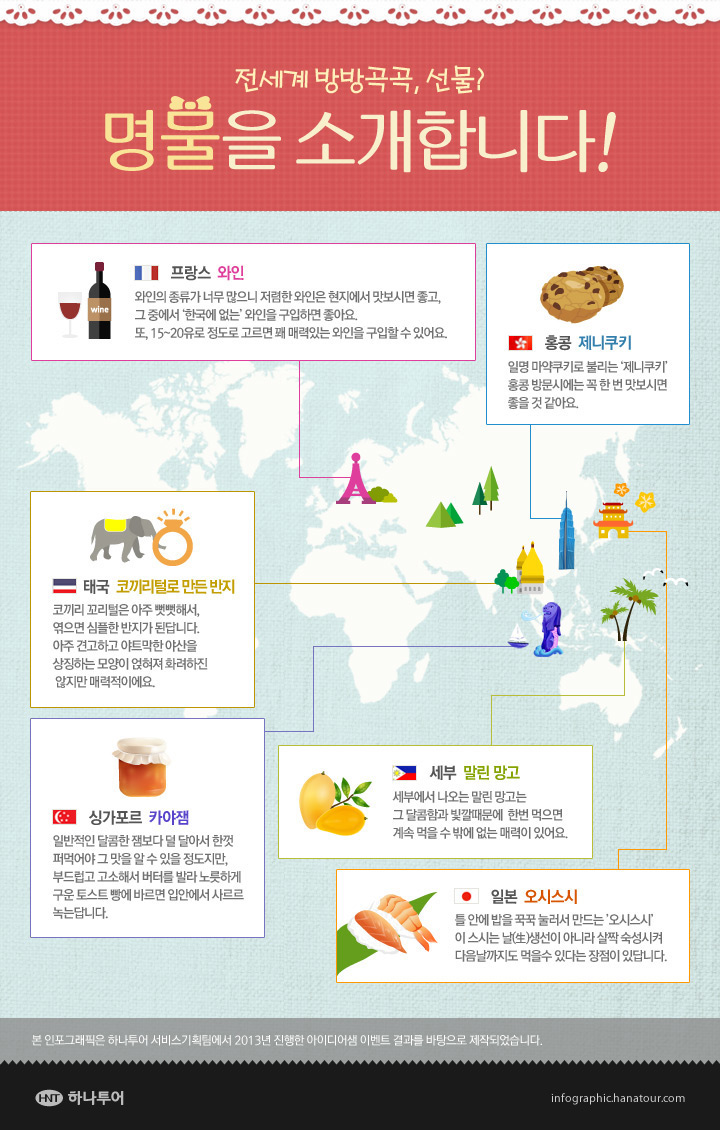 전세계 방방곡곡, 선물?
명물을 소개합니다!
wine
프랑스 와인
와인의 종류가 너무 많으니 저렴한 와인은 현지에서 맛보시면 좋고,
그 중에서 '한국에 없는' 와인을 구입하면 좋아요.
또, 15~20유로 정도로 고르면 꽤 매력있는 와인을 구입할 수 있어요.
홍콩 제니쿠키
일명 마약쿠키로 불리는 '제니쿠키'
홍콩 방문시에는 꼭 한 번 맛보시면
좋을 것 같아요.
태국 코끼리털로 만든 반지
코끼리 꼬리털은 아주 뻣뻣해서,
엮으면 심플한 반지가 된답니다.
아주 견고하고 야트막한 야산을
상징하는 모양이 얹혀져 화려하진
않지만 매력적이에요.
싱가포르 카야잼
일반적인 달콤한 잼보다 덜 달아서 한껏
퍼먹어야 그 맛을 알 수 있을 정도지만,
부드럽고 고소해서 버터를 발라 노릇하게
구운 토스트 빵에 바르면 입안에서 사르르
녹는답니다.
세부 말린 망고
세부에서 나오는 말린 망고는
그 달콤함과 빛깔때문에 한번 먹으면
계속 먹을 수 밖에 없는 매력이 있어요.
일본 오시스시
틀 안에 밥을 꾹꾹 눌러서 만드는 '오시스시'
이 스시는 날(生)생선이 아니라 살짝 숙성시켜
다음날까지도 먹을수 있다는 장점이 있답니다.
본 인포그래픽은 하나투어 서비스기획팀에서 2013년 진행한 아이디어샘 이벤트 결과를 바탕으로 제작되었습니다.
HNT 하나투어
infographic.hanatour.com